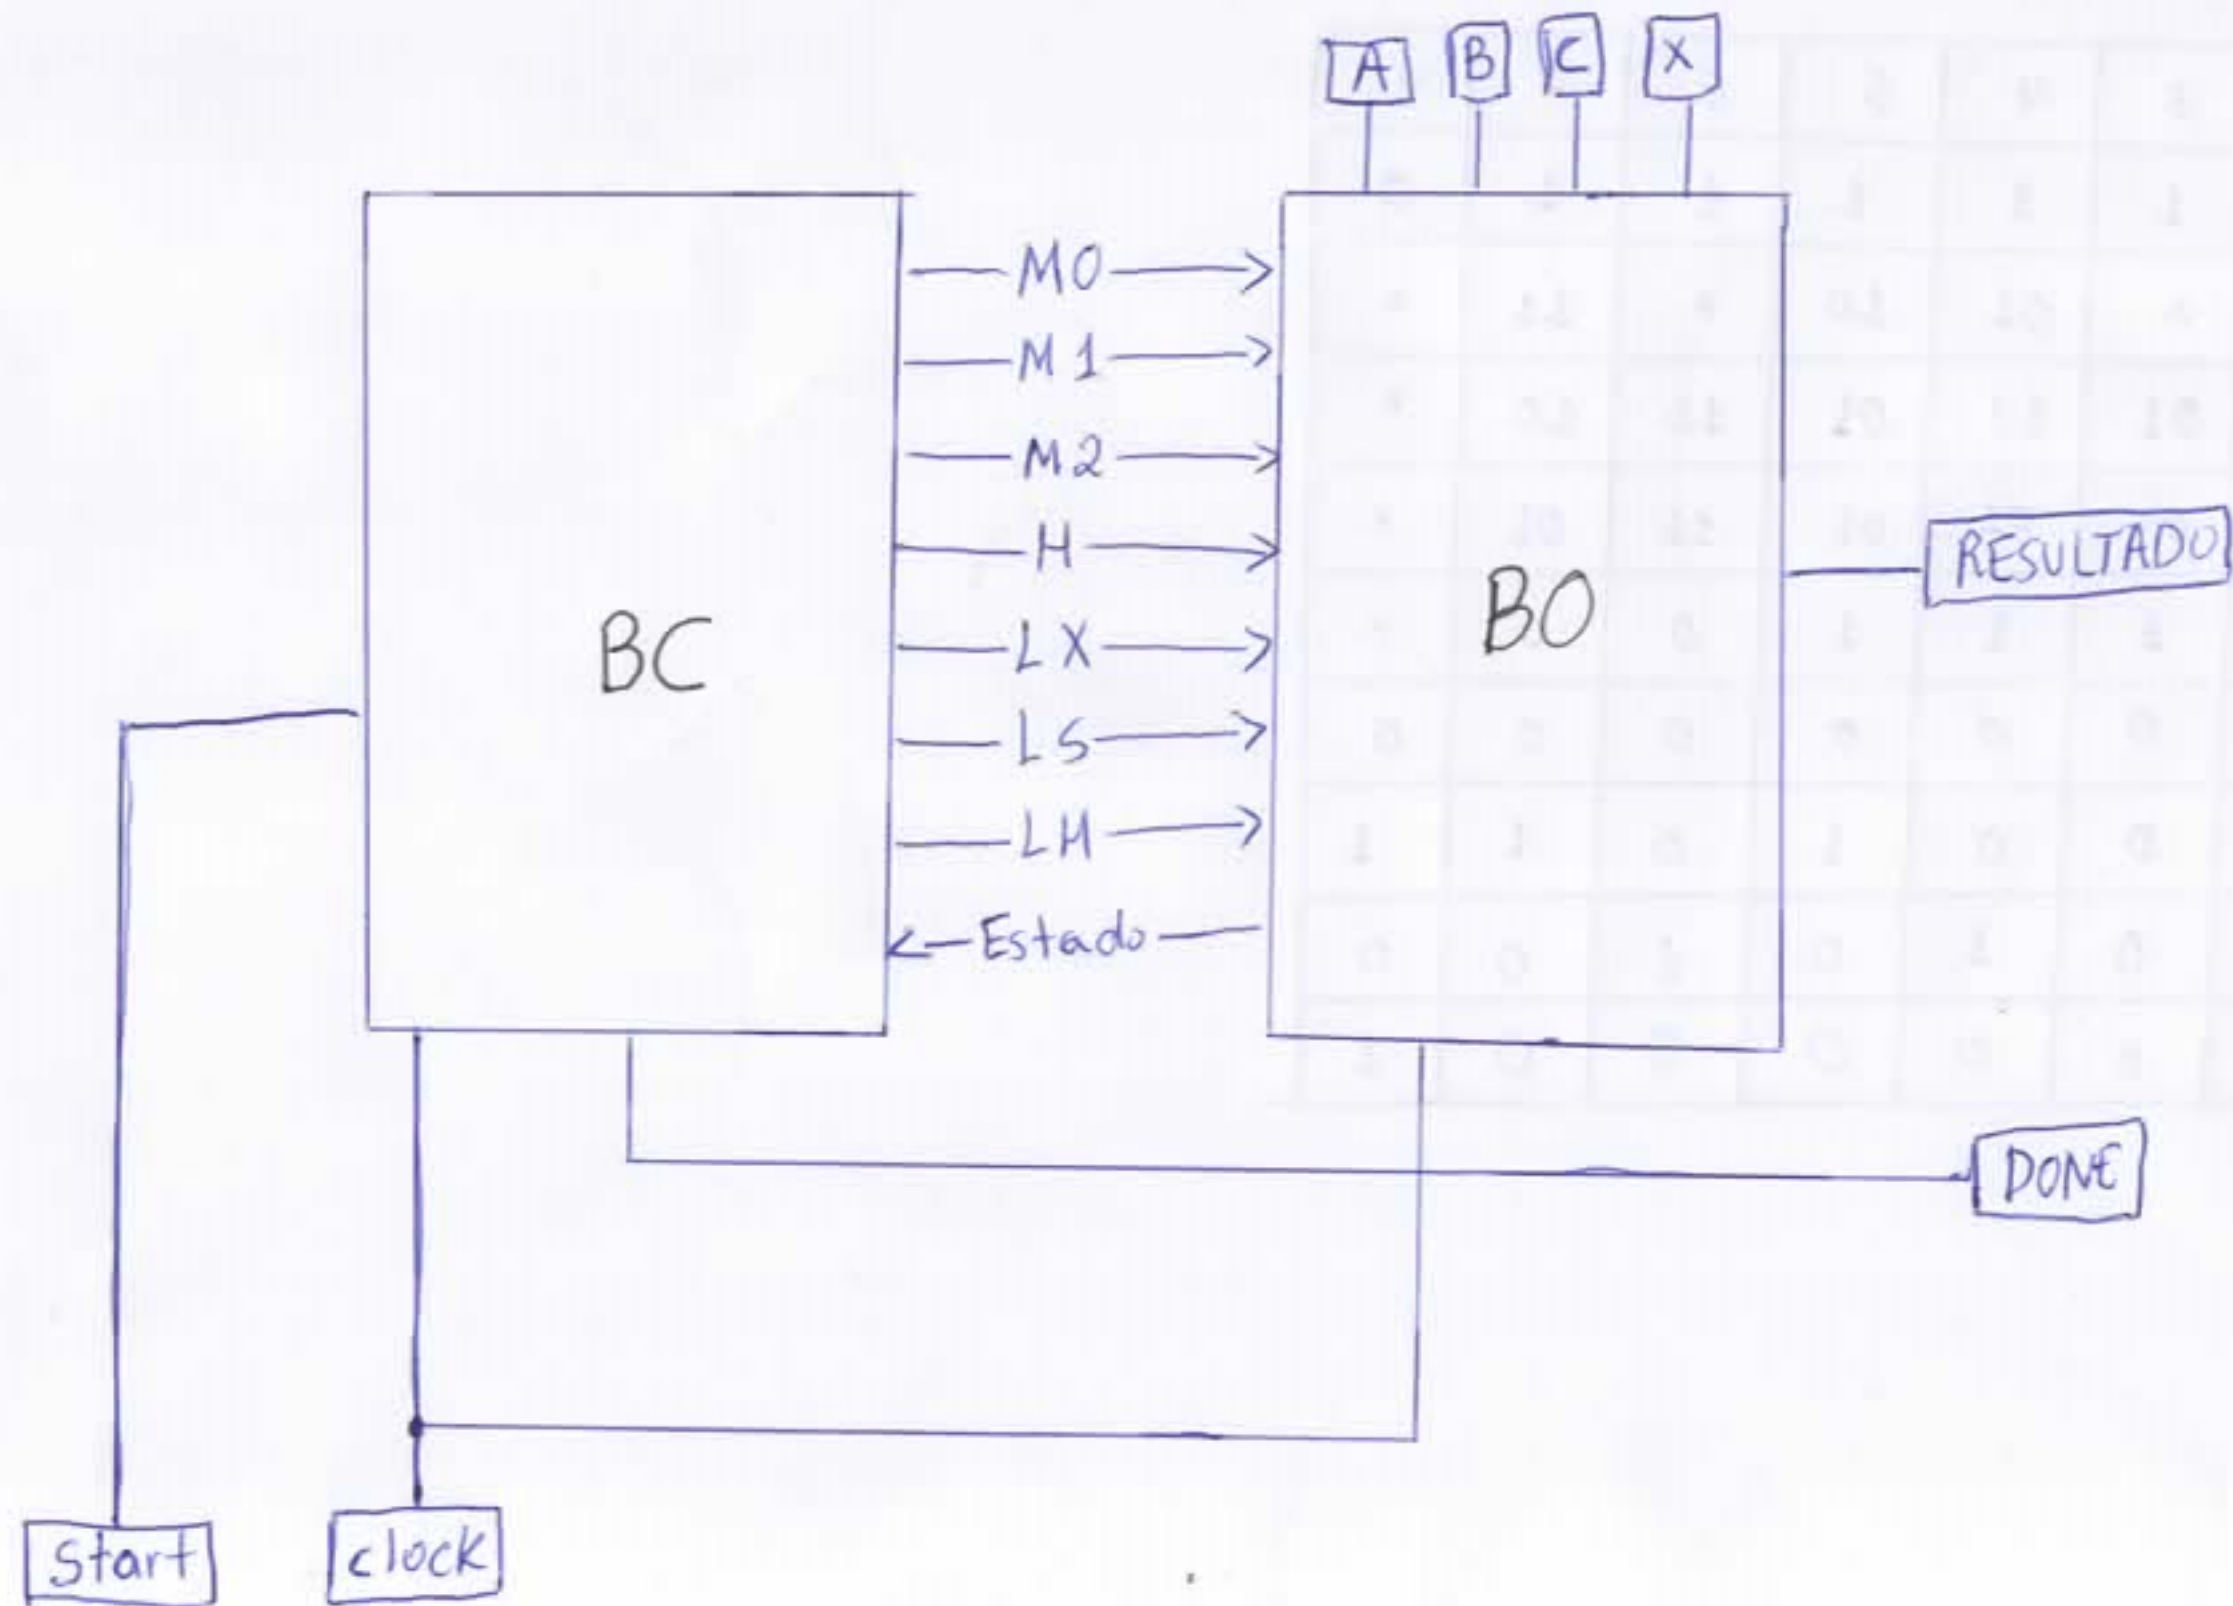 A B C X
M0
M1
M2
H
BC
BO
RESULTADO
LX
LS
LH
Estado
DONE
Start
clock